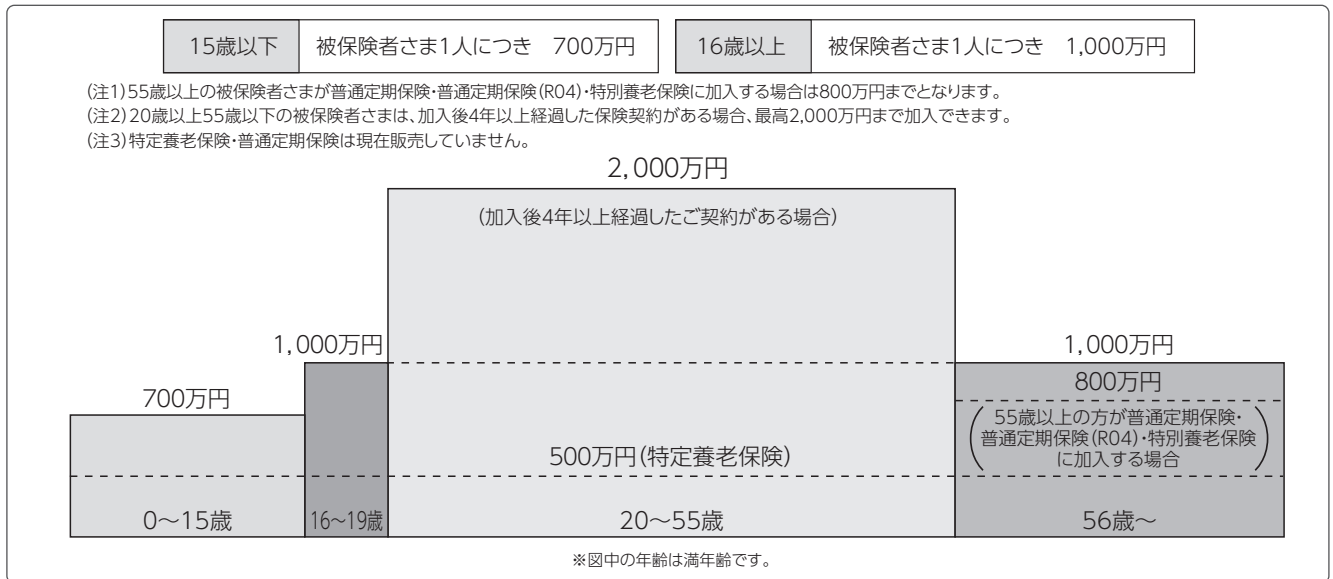 15歳以下 被保険者さま1人につき 700万円 16歳以上 被保険者さま1人につき 1,000万円
(注1)55歳以上の被保険者さまが普通定期保険・普通定期保険(R04)・特別養老保険に加入する場合は800万円までとなります。
(注2)20歳以上55歳以下の被保険者さまは、加入後4年以上経過した保険契約がある場合、最高2,000万円まで加入できます。
(注3)特定養老保険・普通定期保険は現在販売していません。
2,000万円
(加入後4年以上経過したご契約がある場合)
1,000万円
1,000万円
700万円
800万円
(55歳以上の方が普通定期保険・
普通定期保険(R04)・特別養老保険
に加入する場合)
500万円(特定養老保険)
0〜15歳 16〜19歳 20〜55歳 56歳〜
※図中の年齢は満年齢です。